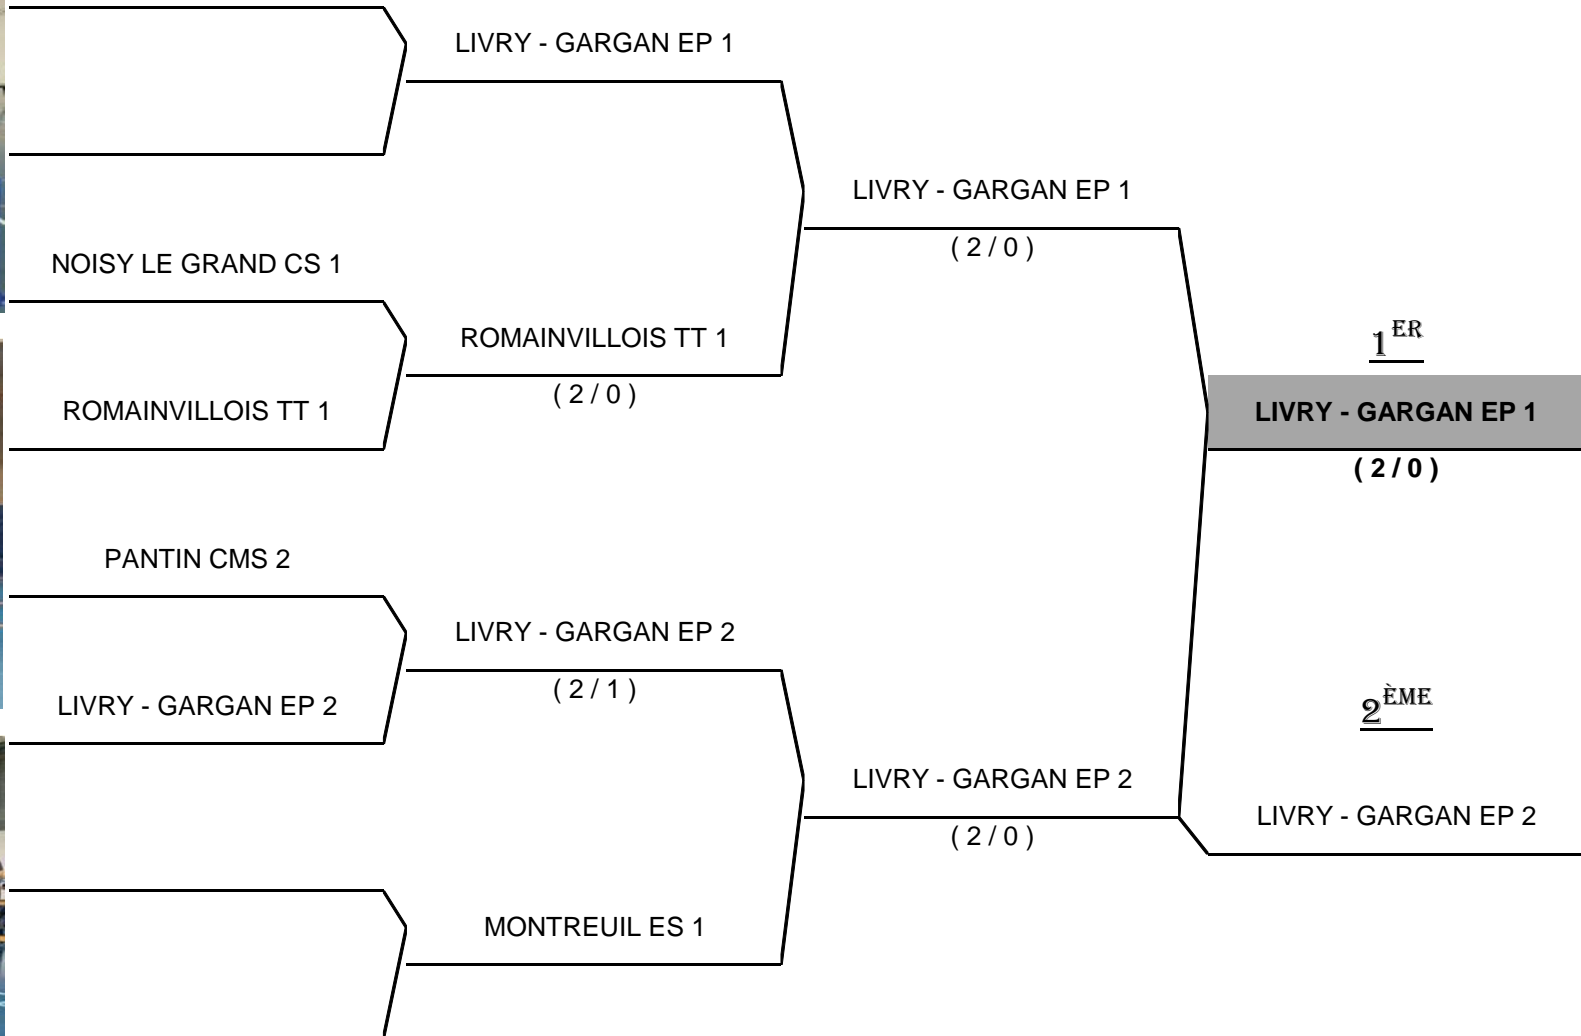 LIVRY - GARGAN EP 1
LIVRY - GARGAN EP 1
( 2 / 0 )
NOISY LE GRAND CS 1
ROMAINVILLOIS TT 1
( 2 / 0 )
ROMAINVILLOIS TT 1
1ER
LIVRY - GARGAN EP 1
( 2 / 0 )
PANTIN CMS 2
LIVRY - GARGAN EP 2
( 2 / 1 )
LIVRY - GARGAN EP 2
2ÈME
LIVRY - GARGAN EP 2
( 2 / 0 )
LIVRY - GARGAN EP 2
MONTREUIL ES 1